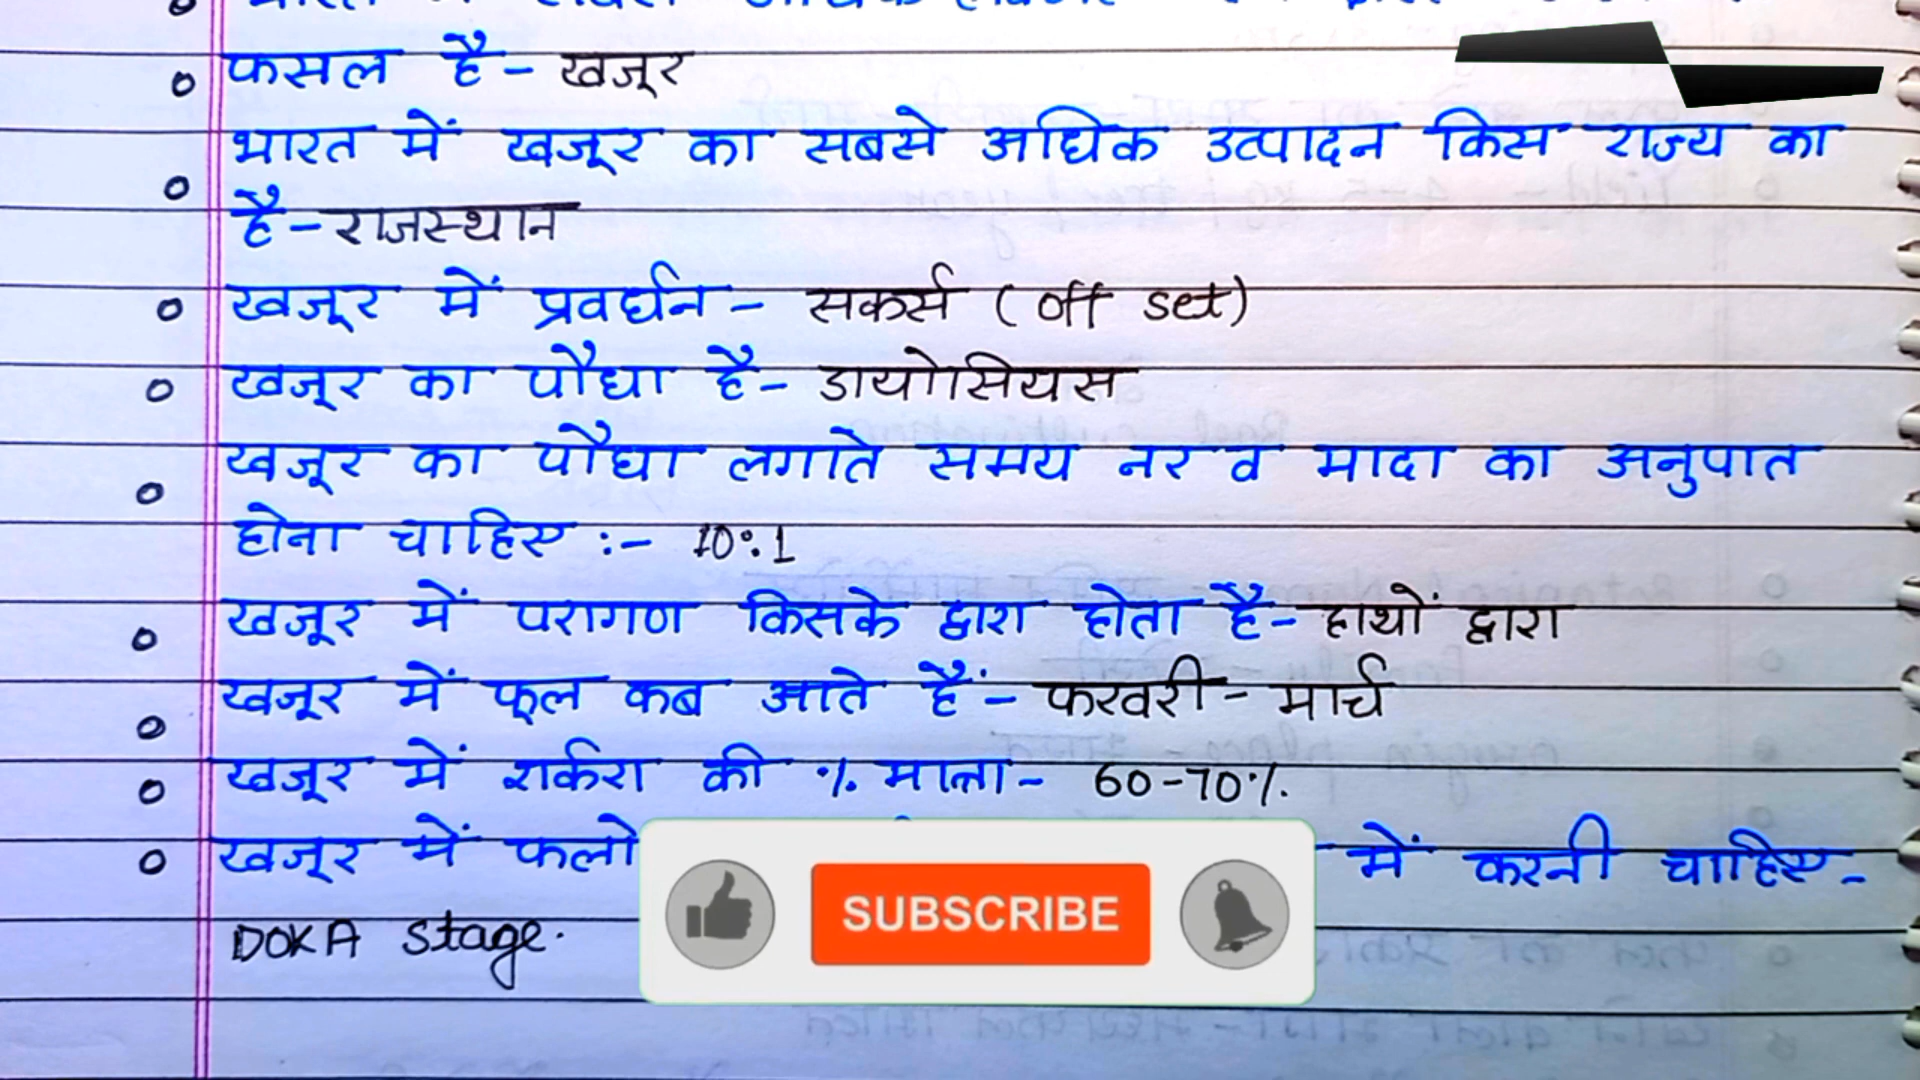 फसल है- खजूर
भारत में खजूर का सबसे अधिक उत्पादन किस राज्य का
है-राजस्थान
खजूर में प्रवर्धन- सकर्स (off set)
खजूर का पौधा है- डायोसियस
खजूर का पौधा लगाते समय नर व मादा का अनुपात
होना चाहिए :- 10:1
खजूर में परागण किसके द्वारा होता है- हाथों द्वारा
खजूर में फूल कब आते हैं- फरवरी - मार्च
खजूर में शर्करा की % मात्रा- 60-70%
खजूर में फलो में करनी चाहिए-
DOKA stage.
SUBSCRIBE